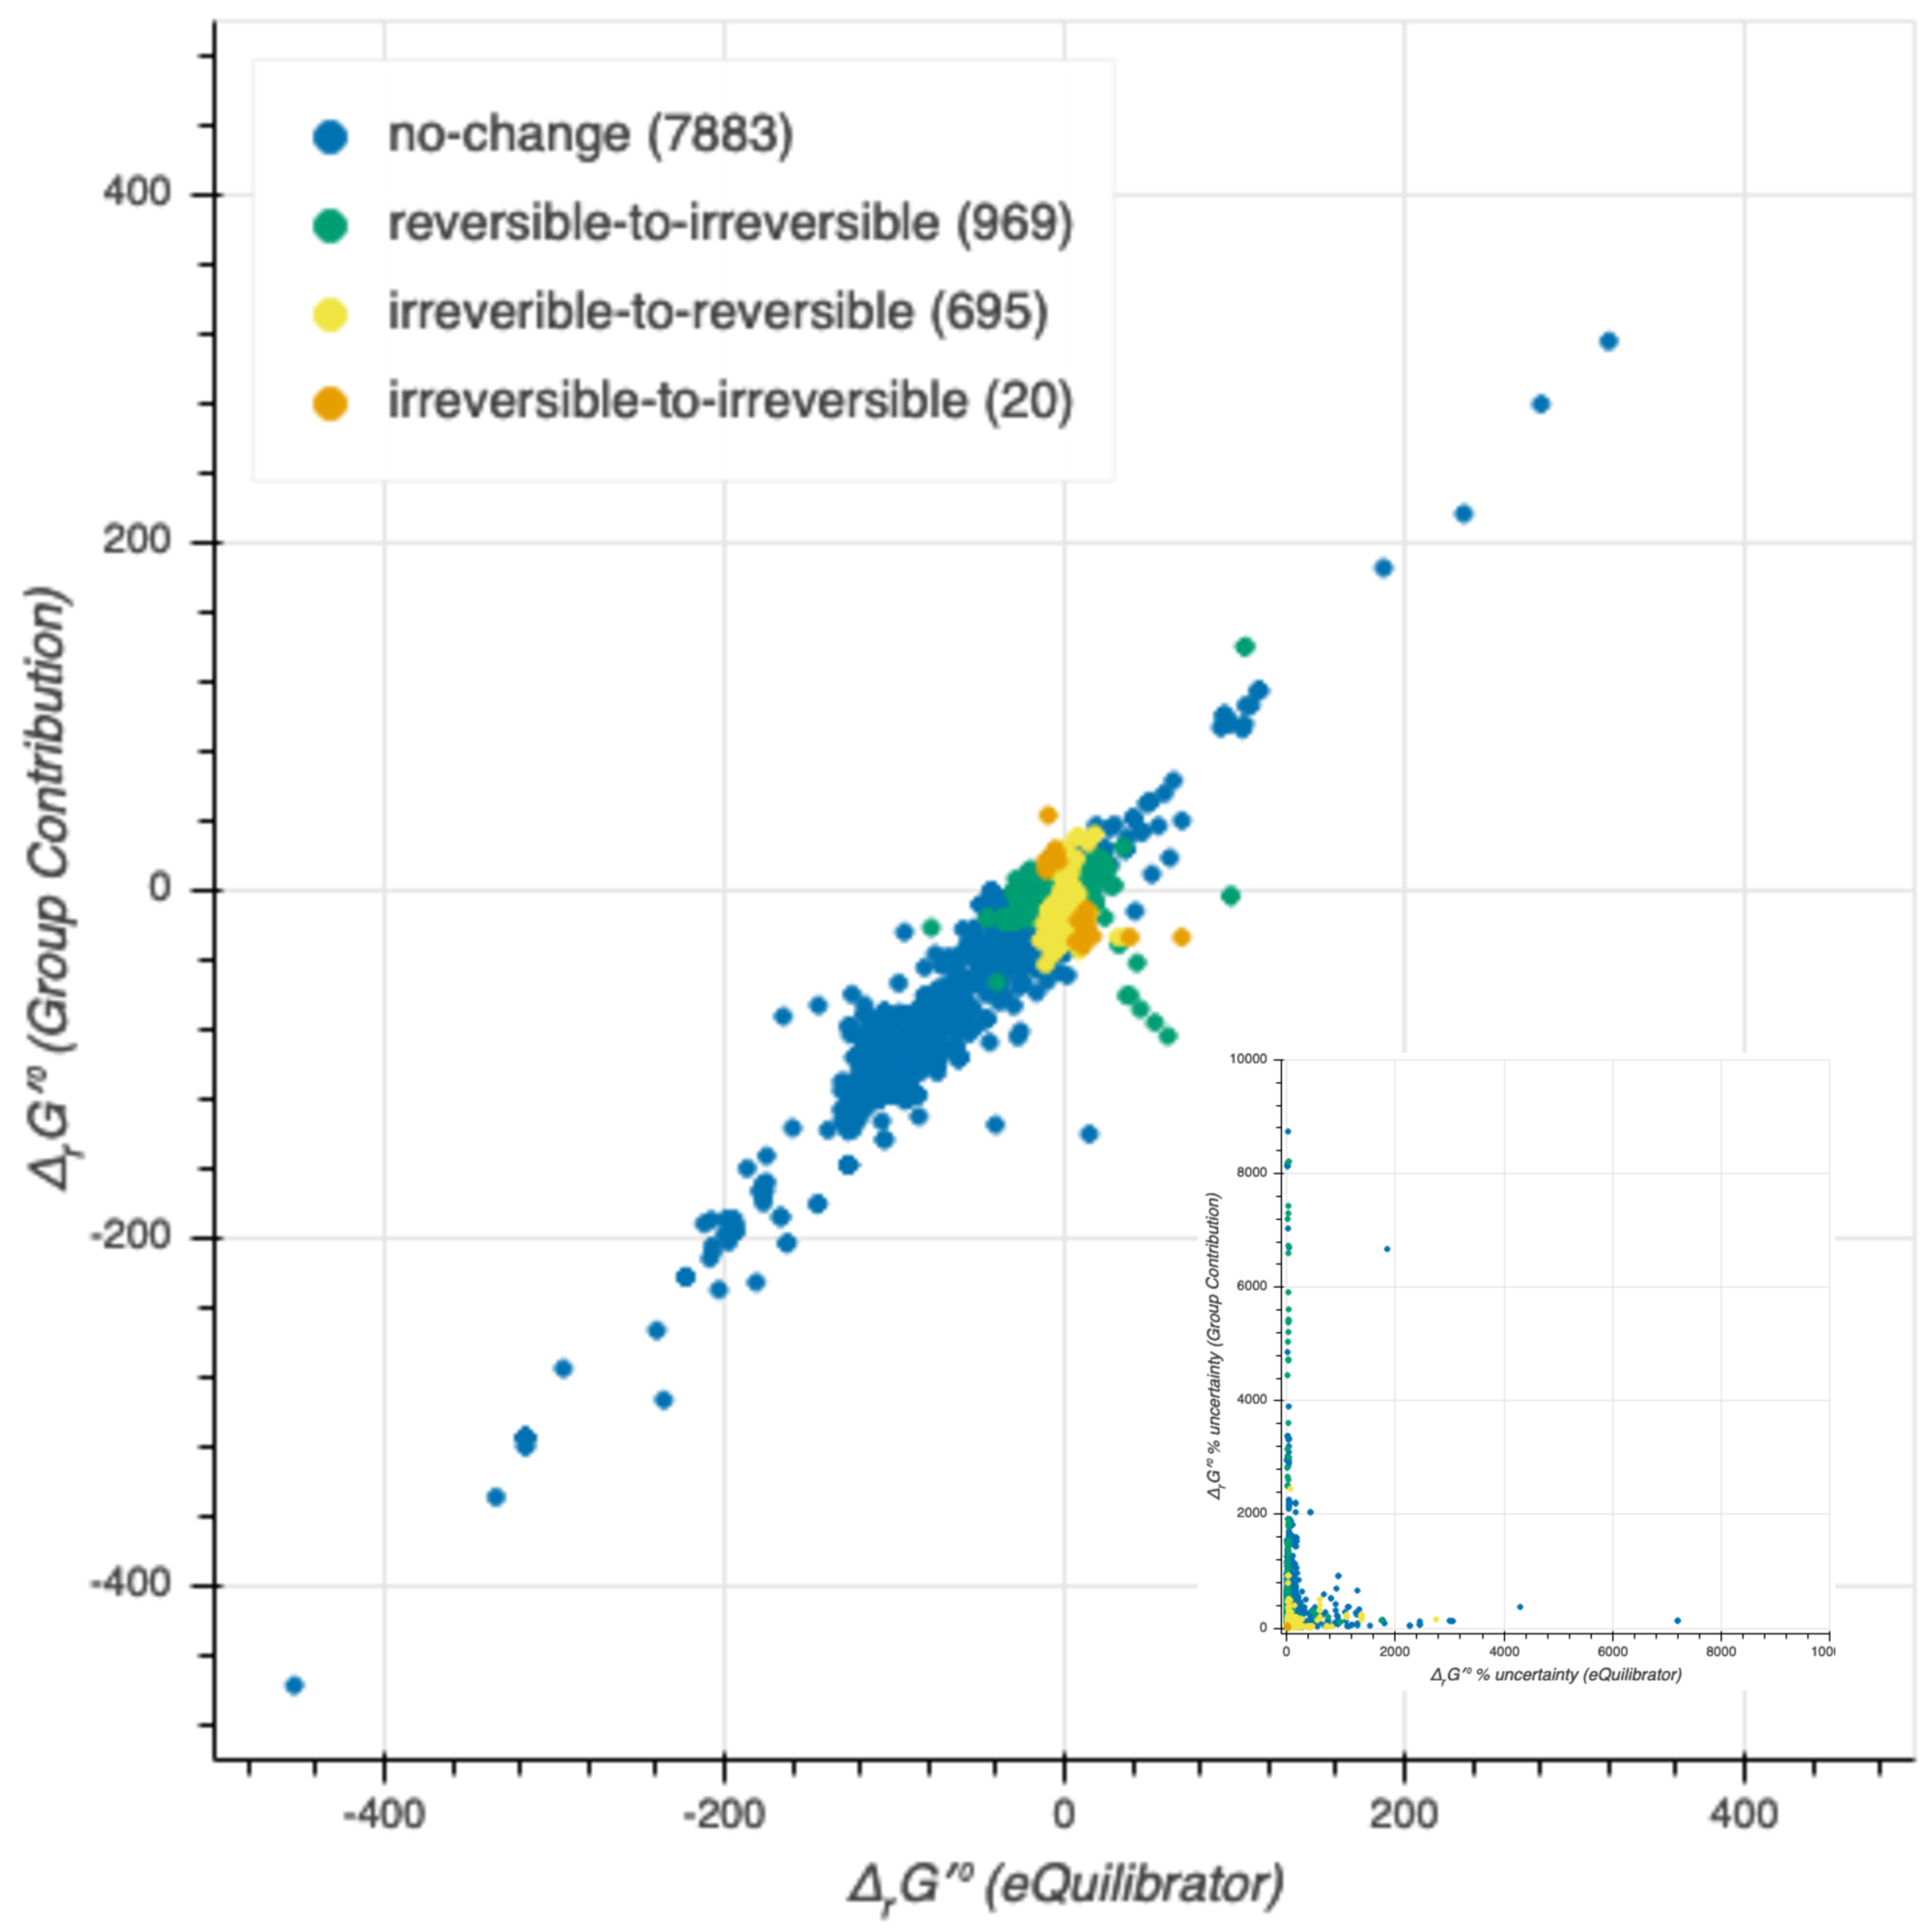 no-change (7883)
reversible-to-irreversible (969)
irreverible-to-reversible (695)
irreversible-to-irreversible (20)
400
200
0
-200
-400
ΔrG′⁰ (Group Contribution)
-400
-200
0
200
400
ΔrG′⁰ (eQuilibrator)
10000
8000
6000
4000
2000
0
ΔrG′⁰ % uncertainty (Group Contribution)
0
2000
4000
6000
8000
100
ΔrG′⁰ % uncertainty (eQuilibrator)